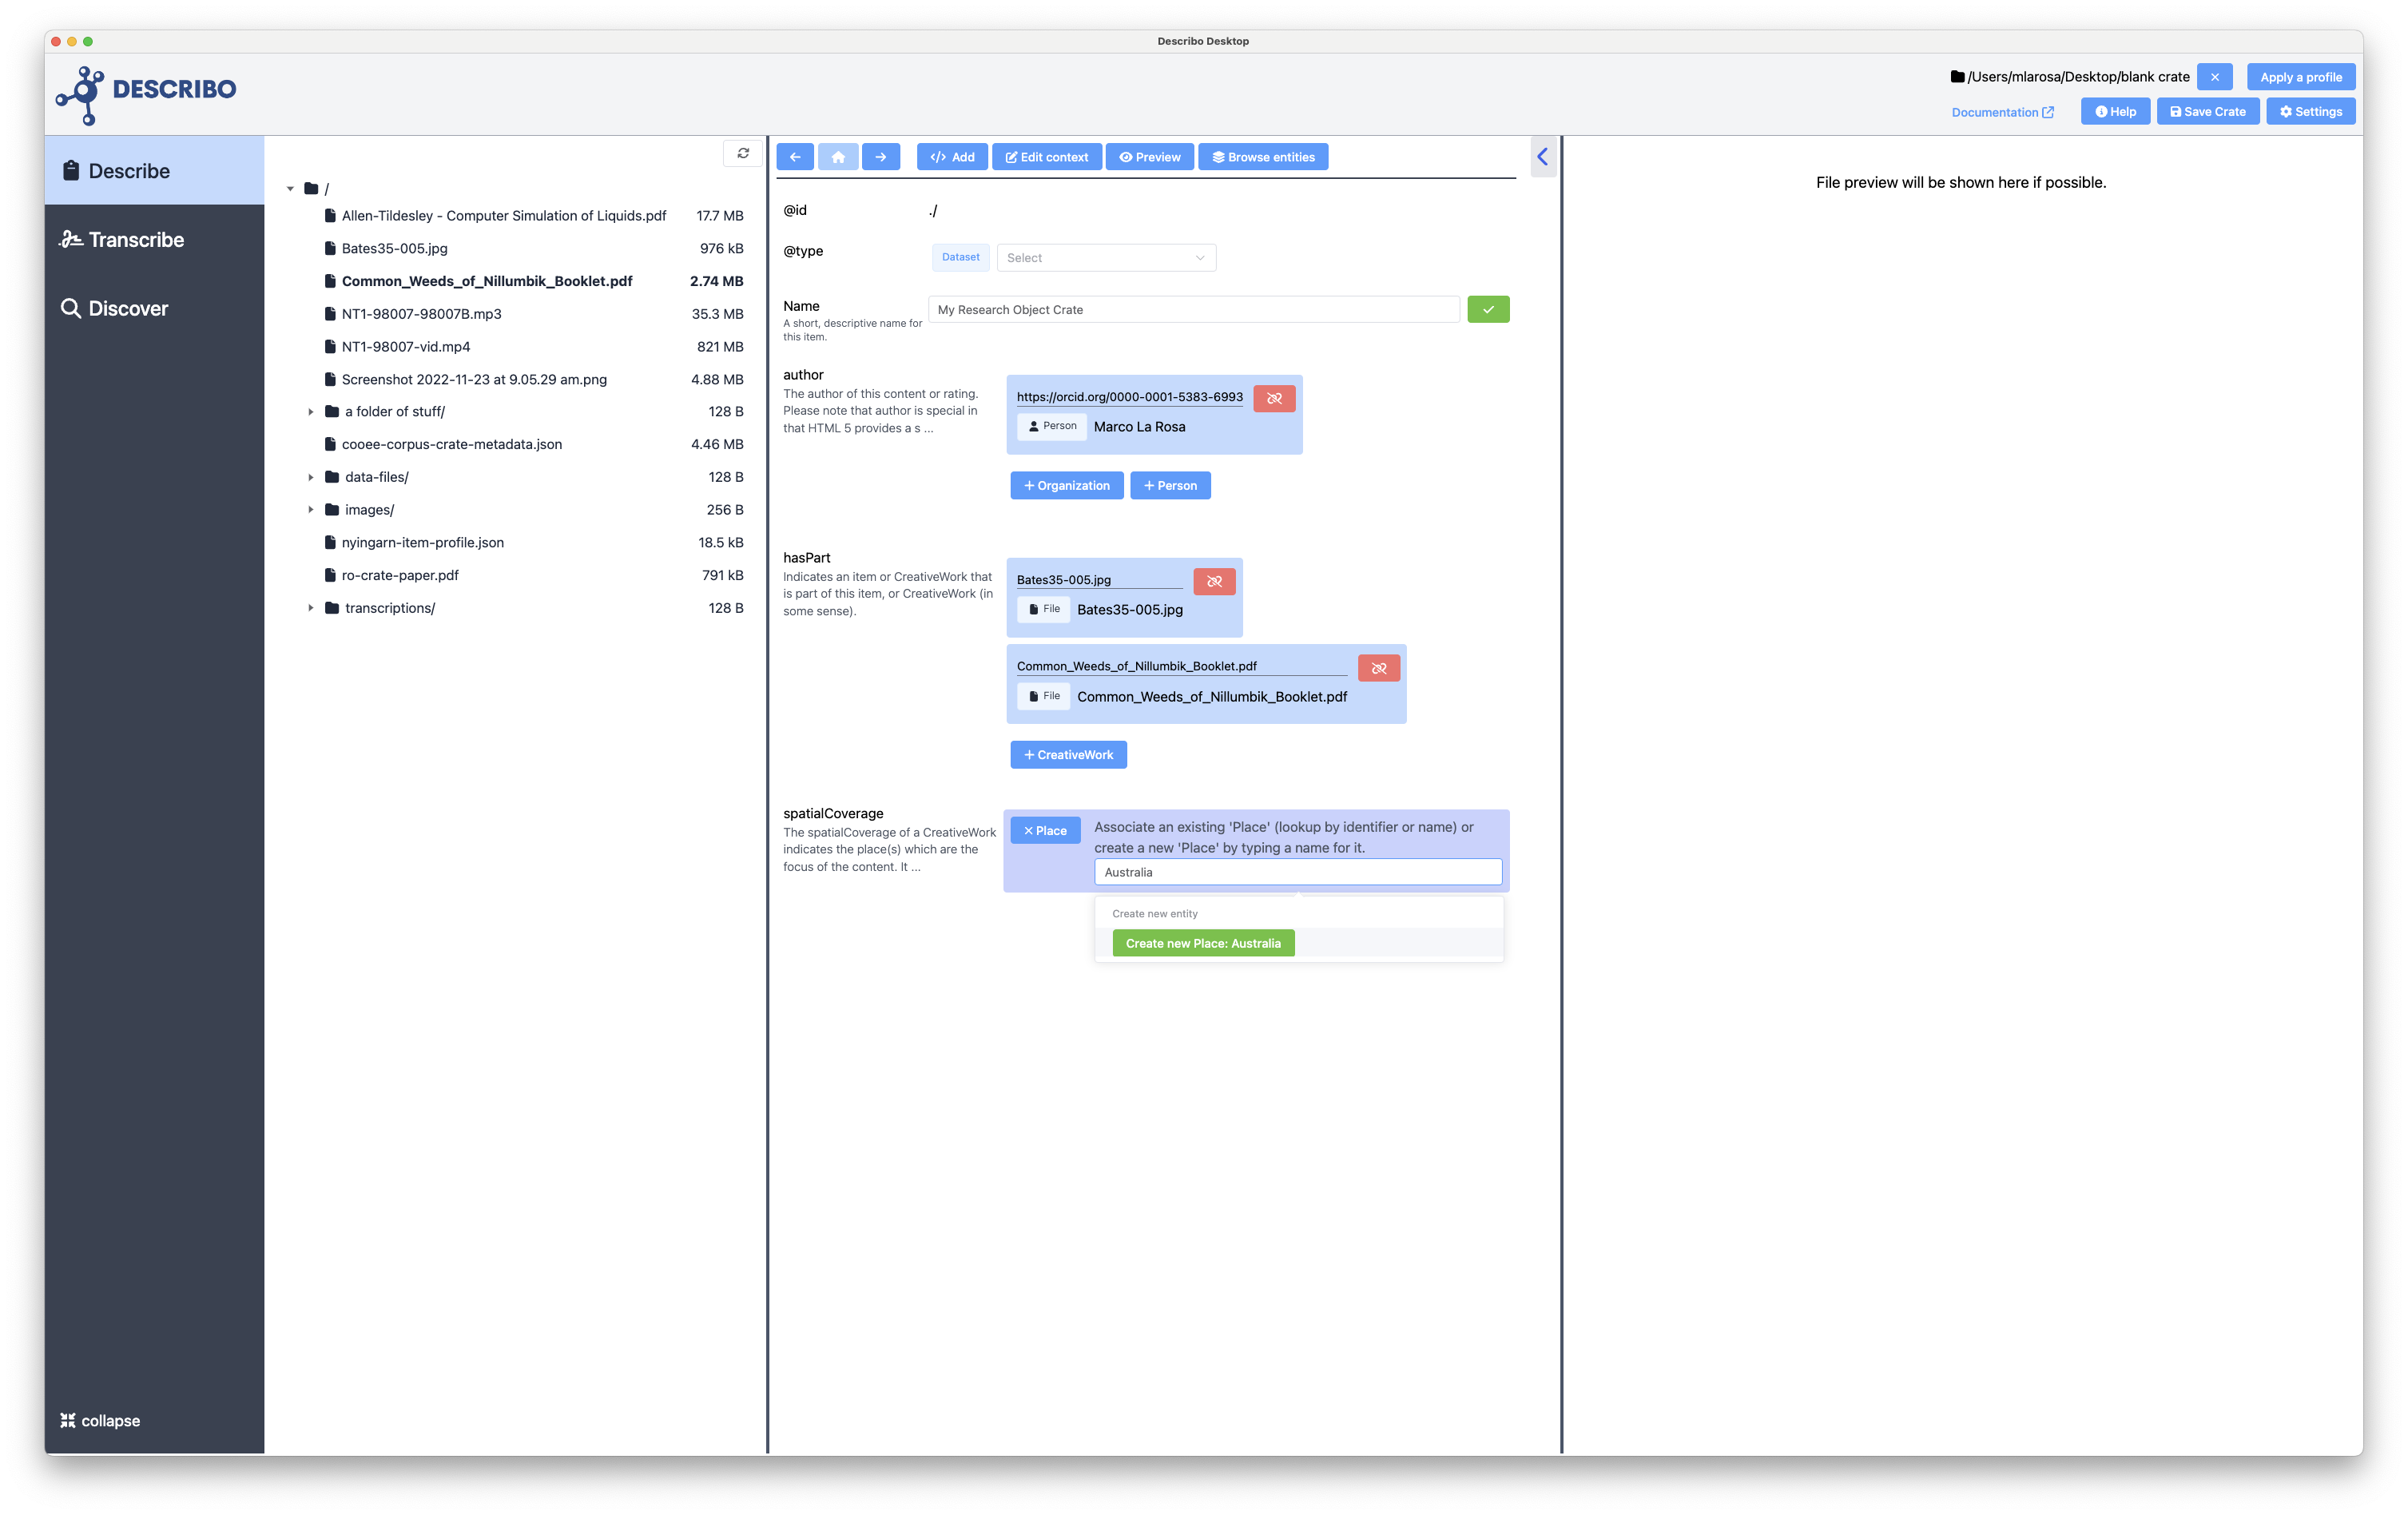 Describo Desktop
DESCRIBO
/Users/mlarosa/Desktop/blank crate
Apply a profile
Documentation
Help
Save Crate
Settings
Describe
Transcribe
Discover
collapse
/
Allen-Tildesley - Computer Simulation of Liquids.pdf 17.7 MB
Bates35-005.jpg 976 kB
Common_Weeds_of_Nillumbik_Booklet.pdf 2.74 MB
NT1-98007-98007B.mp3 35.3 MB
NT1-98007-vid.mp4 821 MB
Screenshot 2022-11-23 at 9.05.29 am.png 4.88 MB
a folder of stuff/ 128 B
cooee-corpus-crate-metadata.json 4.46 MB
data-files/ 128 B
images/ 256 B
nyingarn-item-profile.json 18.5 kB
ro-crate-paper.pdf 791 kB
transcriptions/ 128 B
</> Add
Edit context
Preview
Browse entities
@id ./
@type Dataset Select
Name
A short, descriptive name for
this item.
My Research Object Crate
author
The author of this content or rating.
Please note that author is special in
that HTML 5 provides a s ...
https://orcid.org/0000-0001-5383-6993
Person Marco La Rosa
+ Organization
+ Person
hasPart
Indicates an item or CreativeWork that
is part of this item, or CreativeWork (in
some sense).
Bates35-005.jpg
File Bates35-005.jpg
Common_Weeds_of_Nillumbik_Booklet.pdf
File Common_Weeds_of_Nillumbik_Booklet.pdf
+ CreativeWork
spatialCoverage
The spatialCoverage of a CreativeWork
indicates the place(s) which are the
focus of the content. It ...
× Place
Associate an existing 'Place' (lookup by identifier or name) or
create a new 'Place' by typing a name for it.
Australia
Create new entity
Create new Place: Australia
File preview will be shown here if possible.